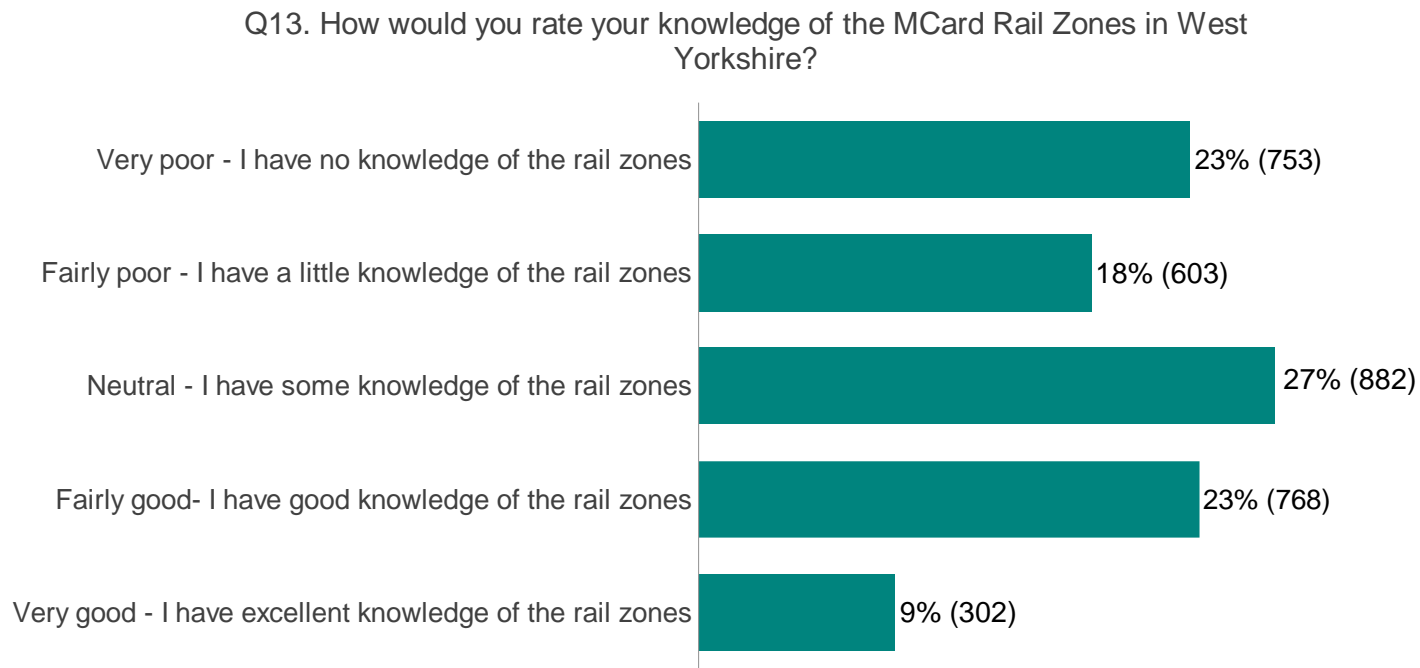 Q13. How would you rate your knowledge of the MCard Rail Zones in West
Yorkshire?
Very poor - I have no knowledge of the rail zones 23% (753)
Fairly poor - I have a little knowledge of the rail zones 18% (603)
Neutral - I have some knowledge of the rail zones 27% (882)
Fairly good- I have good knowledge of the rail zones 23% (768)
Very good - I have excellent knowledge of the rail zones 9% (302)